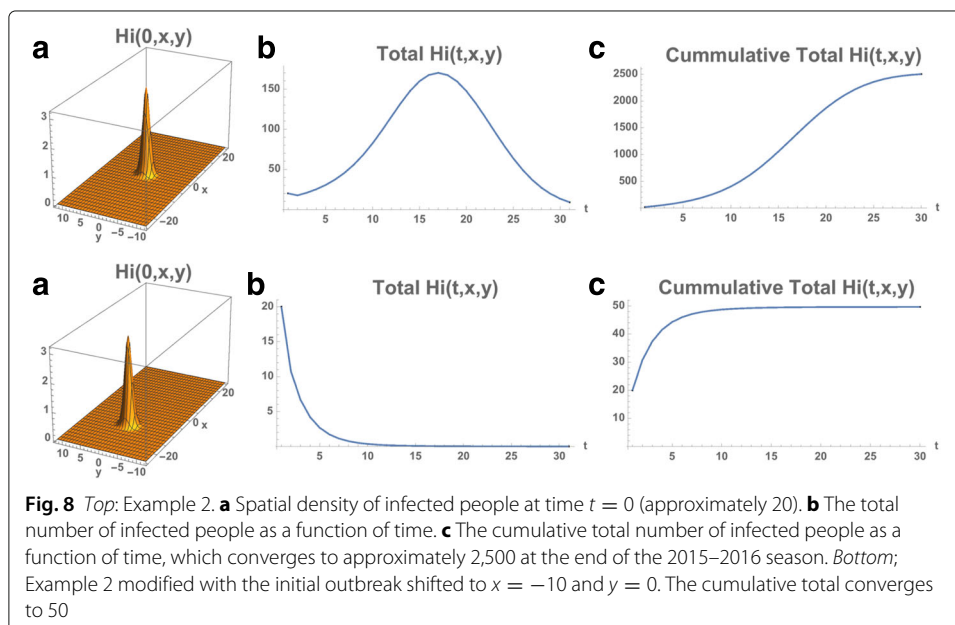 a
Hi(0,x,y)
3
2
1
0
10
5
0
y
-5
-10
-20
0
x
20
b
Total Hi(t,x,y)
150
100
50
5
10
15
20
25
30
t
c
Cummulative Total Hi(t,x,y)
2500
2000
1500
1000
500
5
10
15
20
25
30
t
a
Hi(0,x,y)
3
2
1
0
10
5
0
y
-5
-10
-20
0
x
20
b
Total Hi(t,x,y)
20
15
10
5
5
10
15
20
25
30
t
c
Cummulative Total Hi(t,x,y)
50
40
30
20
10
5
10
15
20
25
30
t
Fig. 8 Top: Example 2. a Spatial density of infected people at time t = 0 (approximately 20). b The total
number of infected people as a function of time. c The cumulative total number of infected people as a
function of time, which converges to approximately 2,500 at the end of the 2015–2016 season. Bottom;
Example 2 modified with the initial outbreak shifted to x = −10 and y = 0. The cumulative total converges
to 50